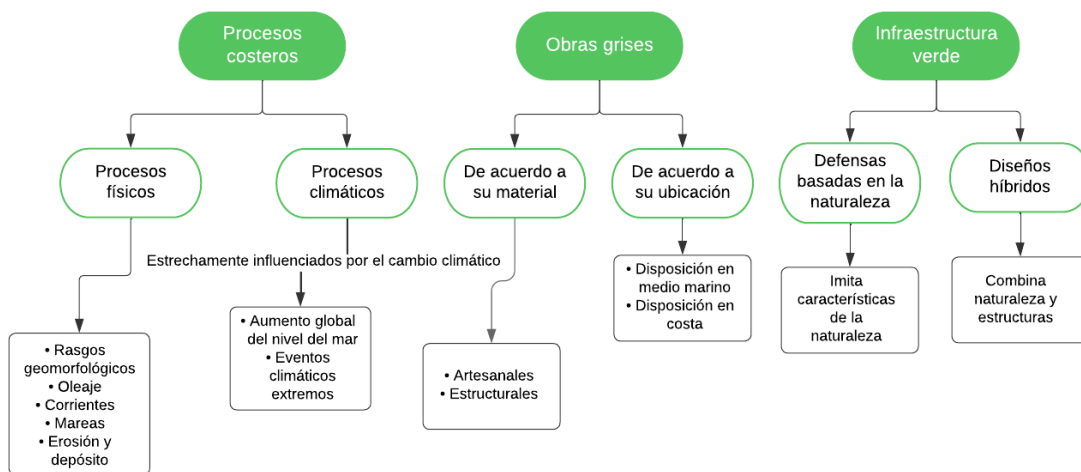 Procesos
costeros
Obras grises
Infraestructura
verde
Procesos
físicos
Procesos
climáticos
De acuerdo a
su material
De acuerdo a
su ubicación
Defensas
basadas en la
naturaleza
Diseños
híbridos
Estrechamente influenciados por el cambio climático
• Rasgos
geomorfológicos
• Oleaje
• Corrientes
• Mareas
• Erosión y
depósito
• Aumento global
del nivel del mar
• Eventos
climáticos
extremos
• Artesanales
• Estructurales
• Disposición en
medio marino
• Disposición en
costa
Imita
características
de la
naturaleza
Combina
naturaleza y
estructuras